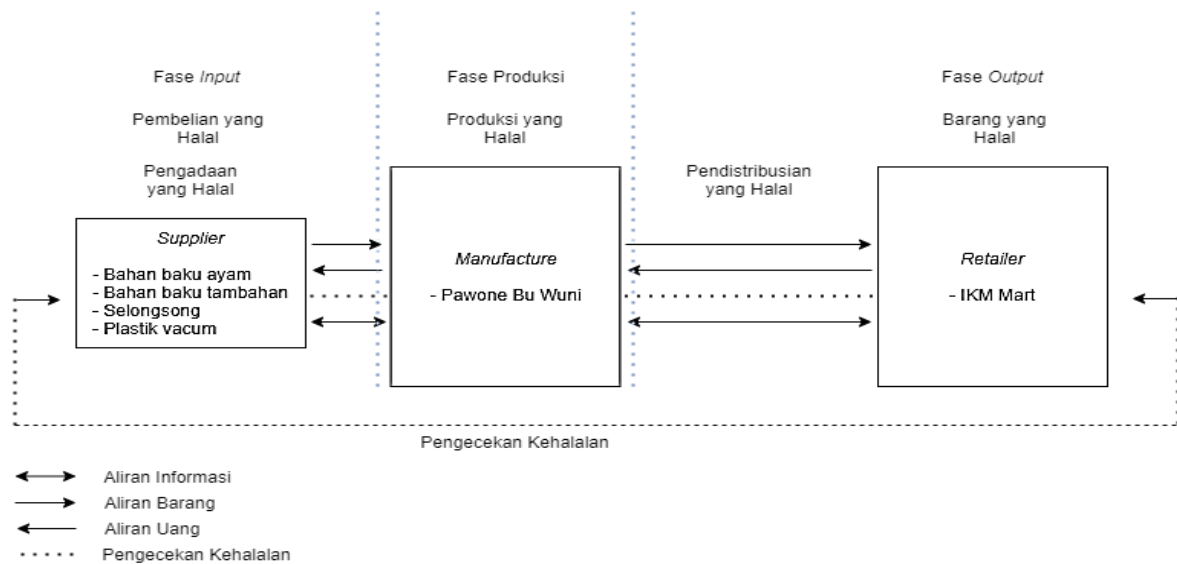 Fase Input
Pembelian yang
Halal
Pengadaan
yang Halal
Supplier
- Bahan baku ayam
- Bahan baku tambahan
- Selongsong
- Plastik vacum
Fase Produksi
Produksi yang
Halal
Manufacture
- Pawone Bu Wuni
Pendistribusian
yang Halal
Fase Output
Barang yang
Halal
Retailer
- IKM Mart
Pengecekan Kehalalan
Aliran Informasi
Aliran Barang
Aliran Uang
Pengecekan Kehalalan